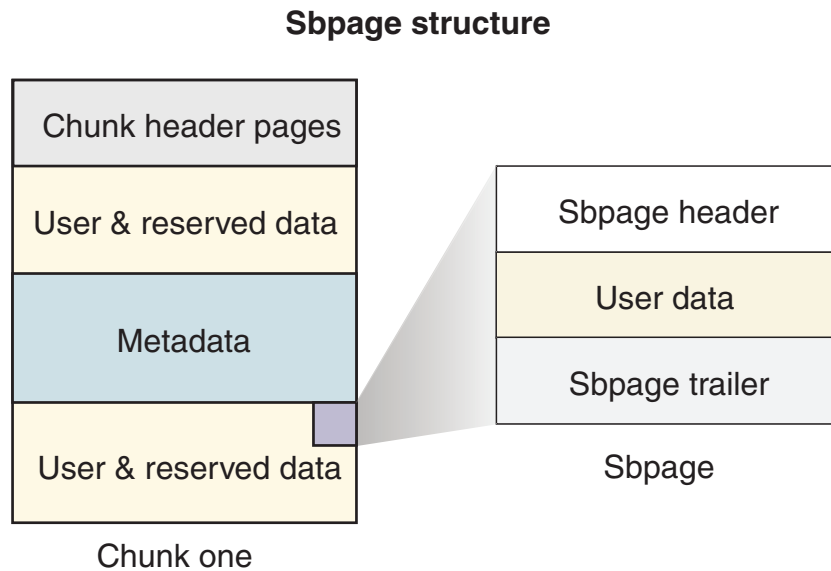 Sbpage structure
Chunk header pages
User & reserved data
Metadata
User & reserved data
Chunk one
Sbpage header
User data
Sbpage trailer
Sbpage